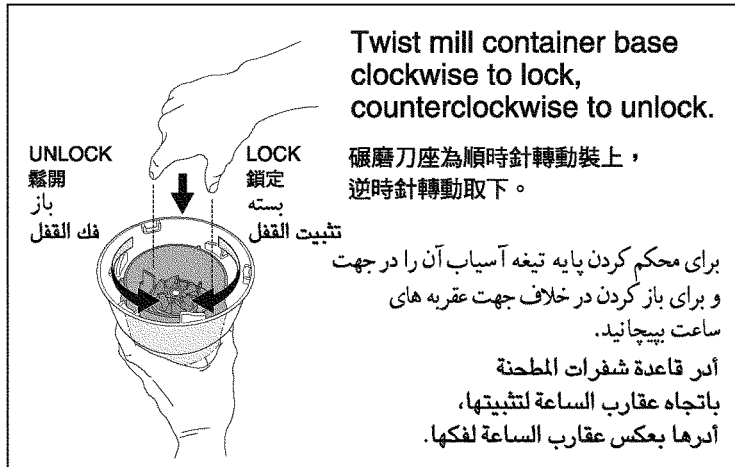 Twist mill container base
clockwise to lock,
counterclockwise to unlock.
UNLOCK
鬆開
باز
فك القفل
LOCK
鎖定
بسته
تثبيت القفل
碾磨刀座為順時針轉動裝上，
逆時針轉動取下。
برای محکم کردن پایه تیغه آسیاب آن را در جهت
و برای باز کردن در خلاف جهت عقربه های
ساعت بپیچانید.
أدر قاعدة شفرات المطحنة
باتجاه عقارب الساعة لتثبيتها،
أدرها بعكس عقارب الساعة لفكها.